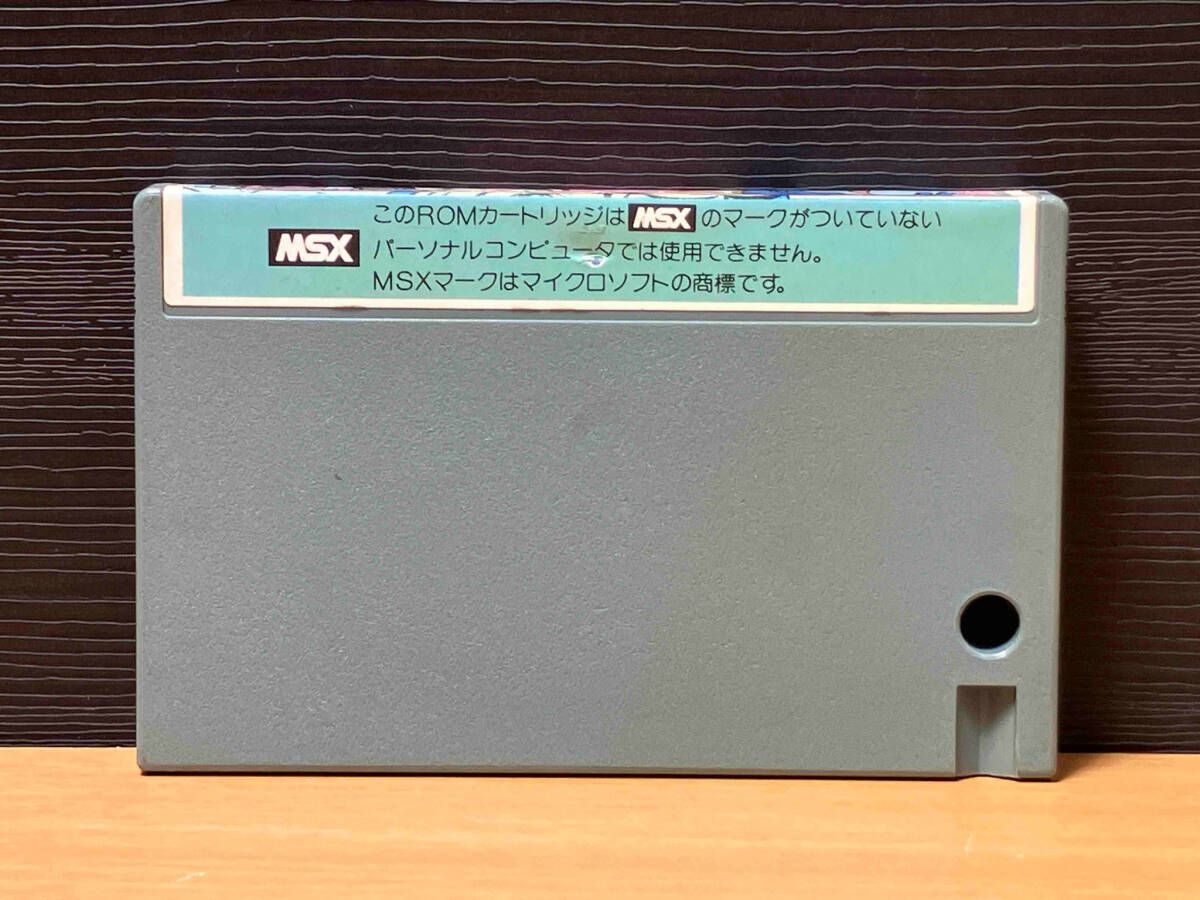 このROMカートリッジはMSXのマークがついていない
MSX パーソナルコンピュータでは使用できません。
MSXマークはマイクロソフトの商標です。